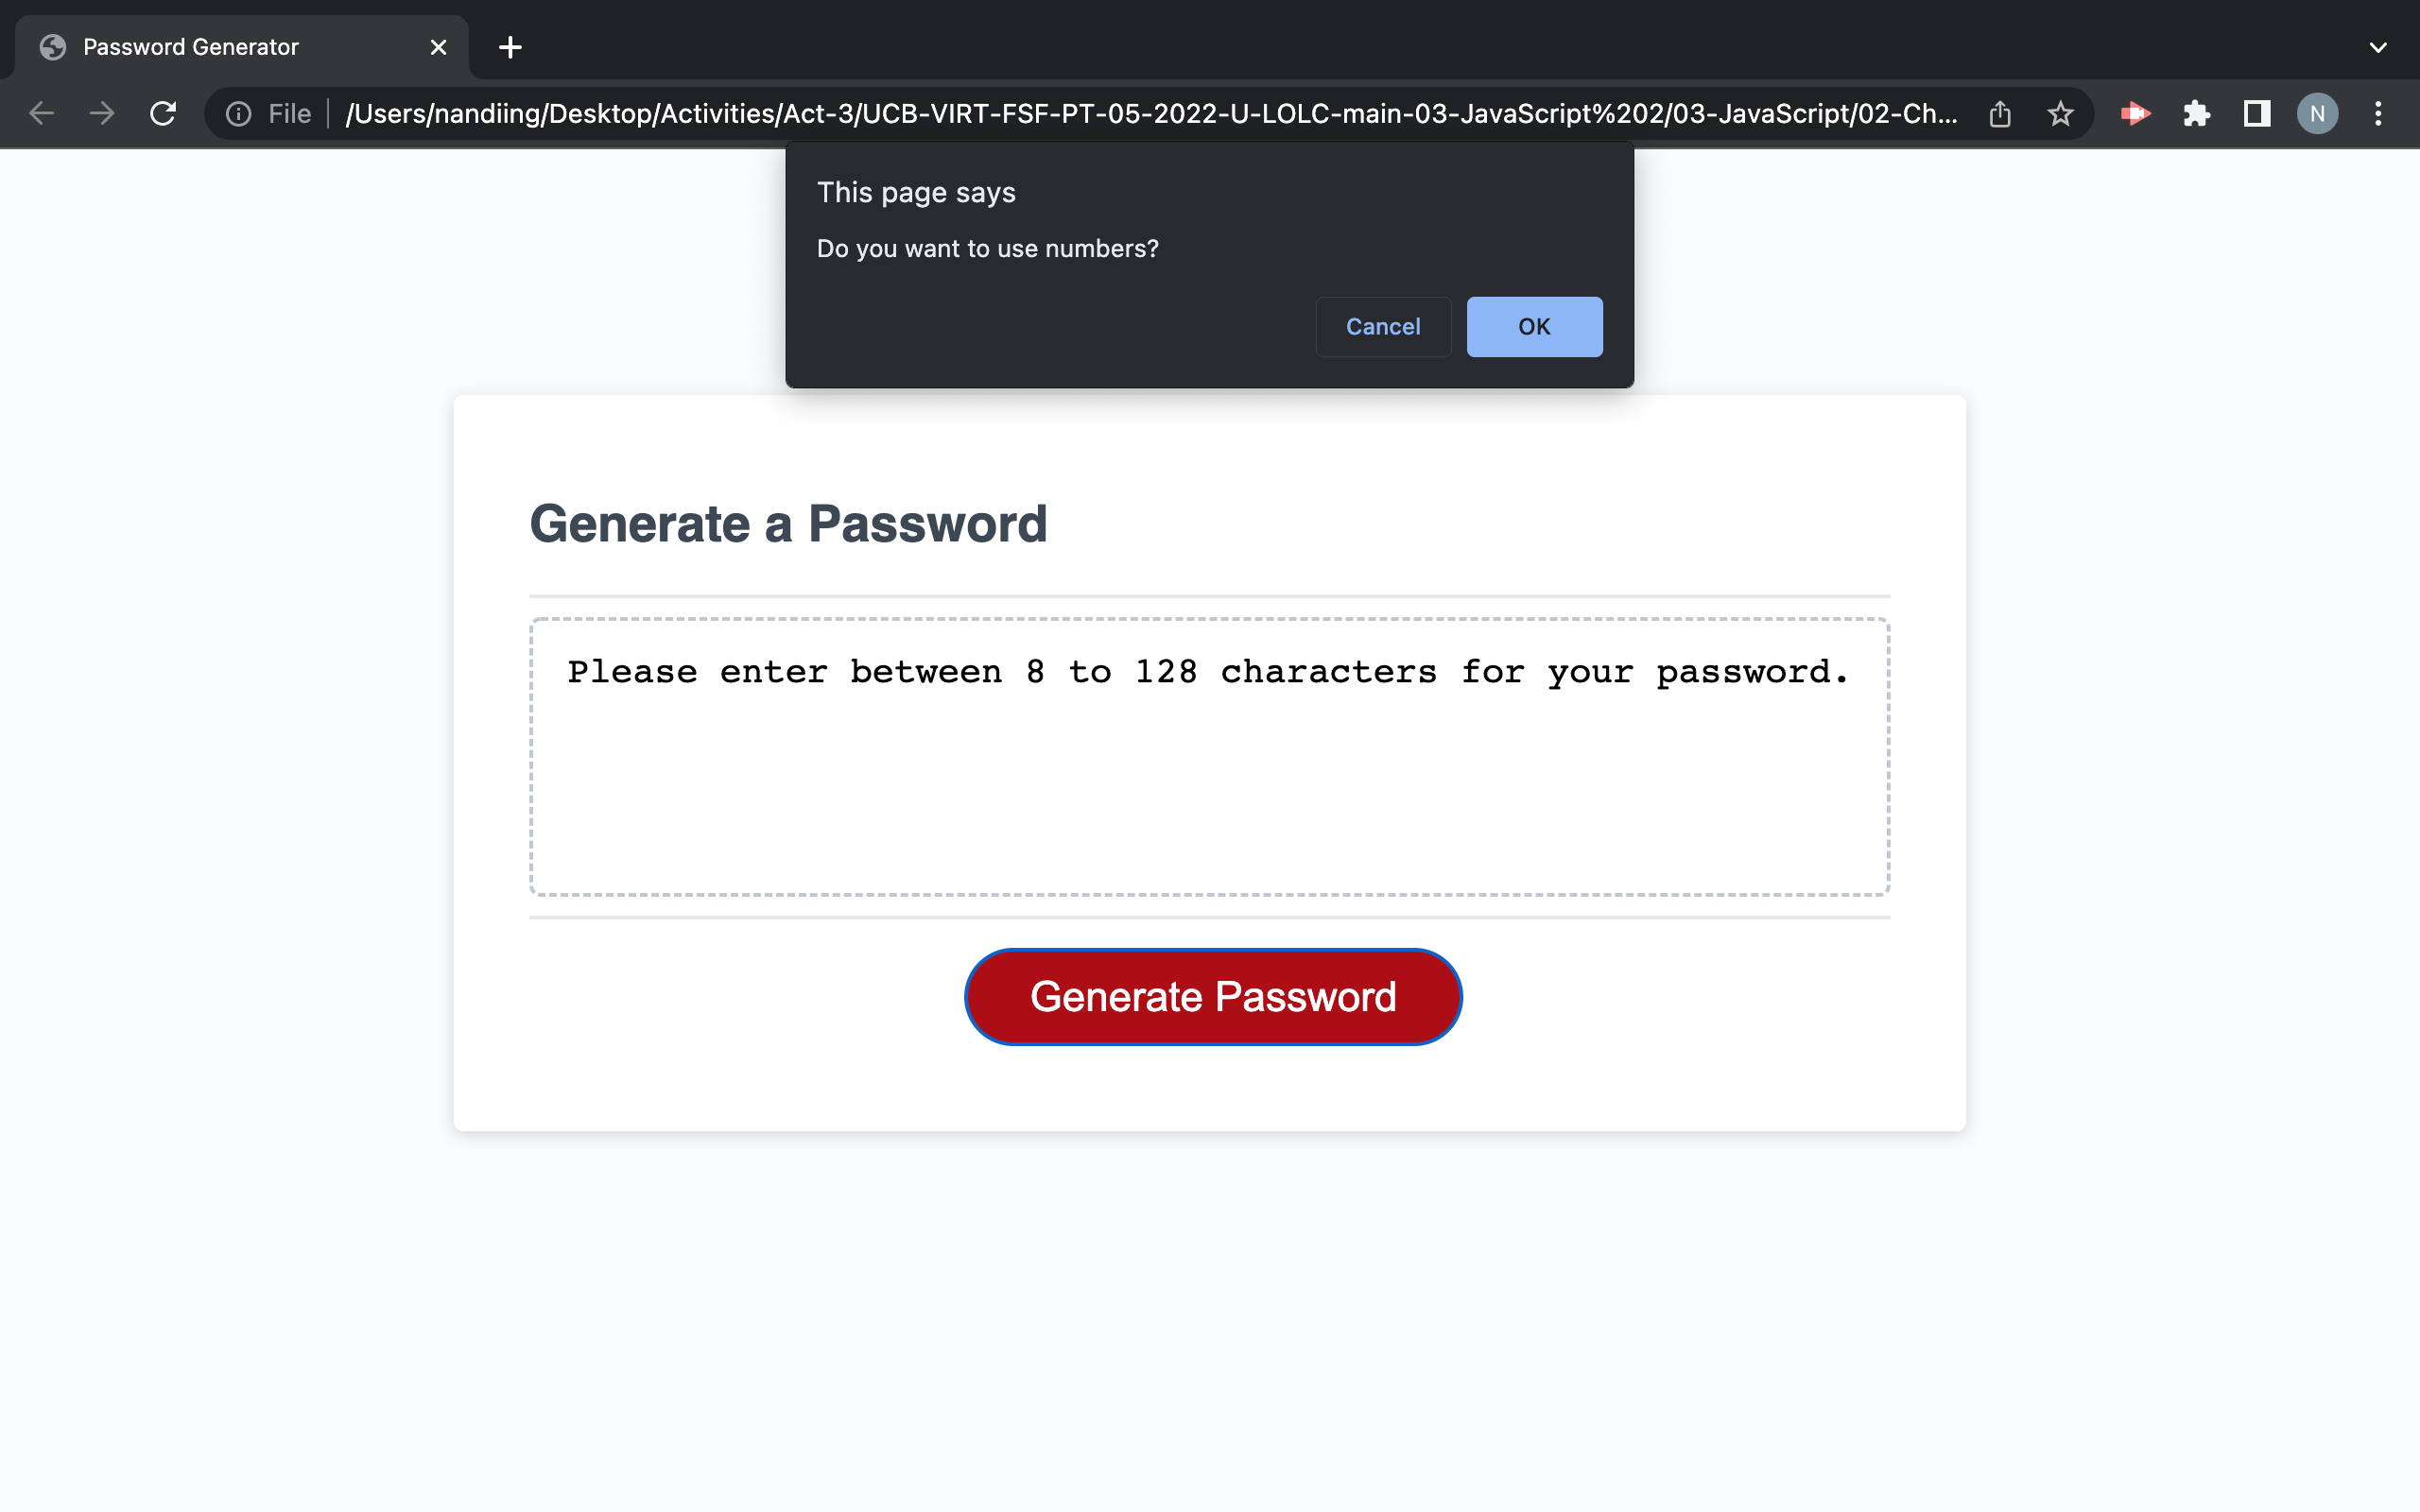 Password Generator
File | /Users/nandiing/Desktop/Activities/Act-3/UCB-VIRT-FSF-PT-05-2022-U-LOLC-main-03-JavaScript%202/03-JavaScript/02-Ch...
N
This page says
Do you want to use numbers?
Cancel
OK
Generate a Password
Please enter between 8 to 128 characters for your password.
Generate Password